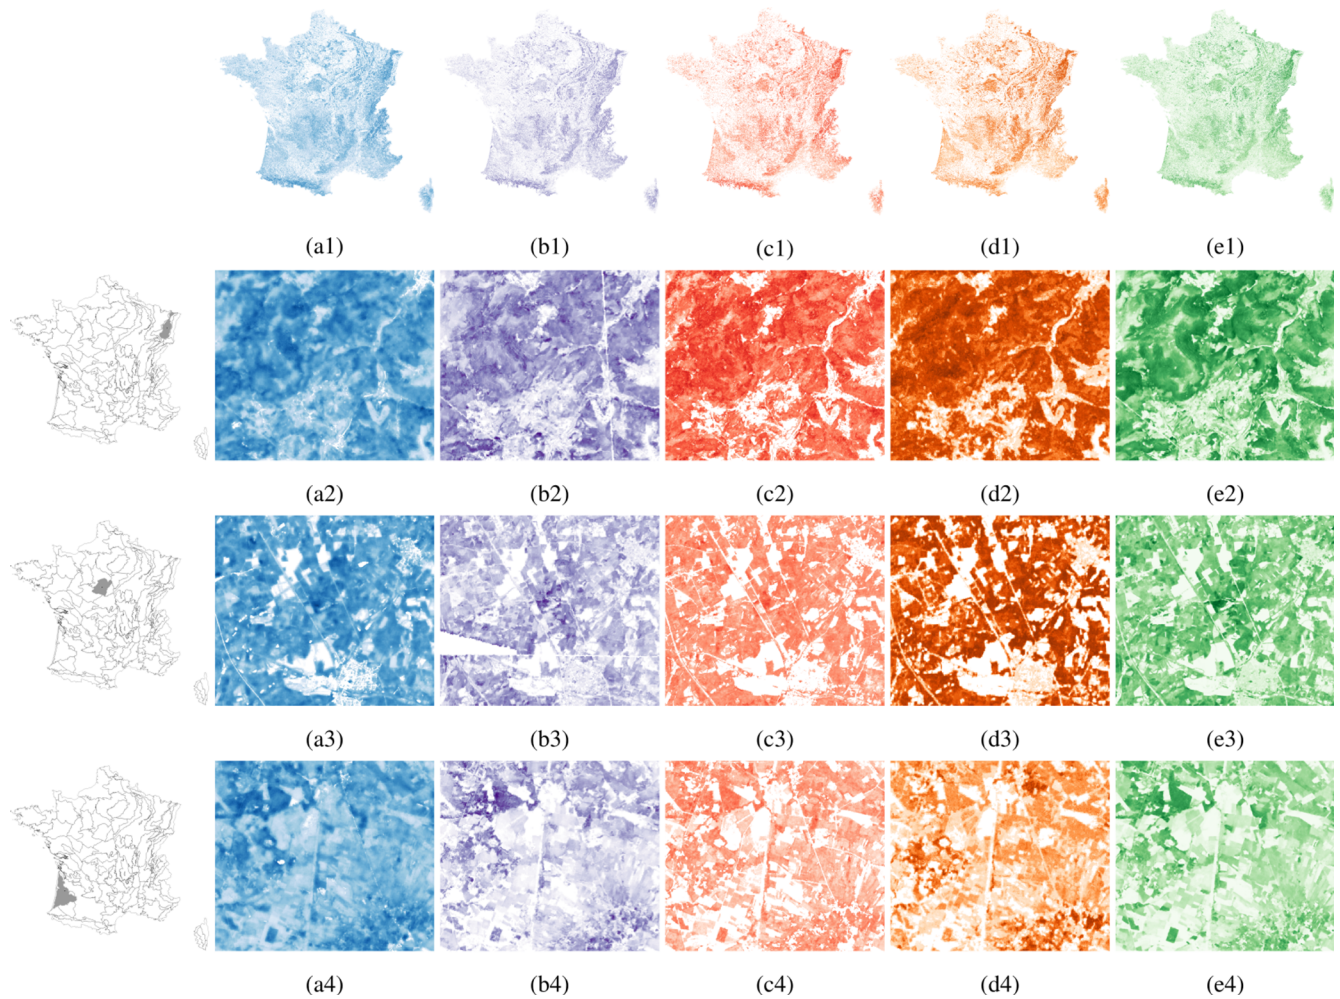 (a1) (b1) (c1) (d1) (e1)
(a2) (b2) (c2) (d2) (e2)
(a3) (b3) (c3) (d3) (e3)
(a4) (b4) (c4) (d4) (e4)